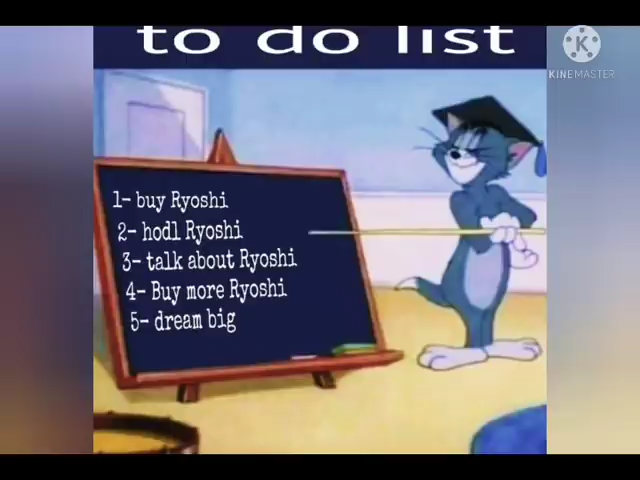 to do list
KINEMASTER
1- buy Ryoshi
2- hodl Ryoshi
3- talk about Ryoshi
4- Buy more Ryoshi
5- dream big